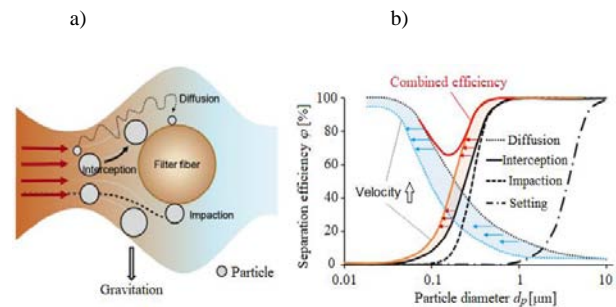 a)
b)
Diffusion
Interception
Filter fiber
Impaction
Particle
Gravitation
Combined efficiency
Separation efficiency φ [%]
100
80
60
40
20
0
Velocity
Diffusion
Interception
Impaction
Setting
0.01
0.1
1
10
Particle diameter dP [μm]